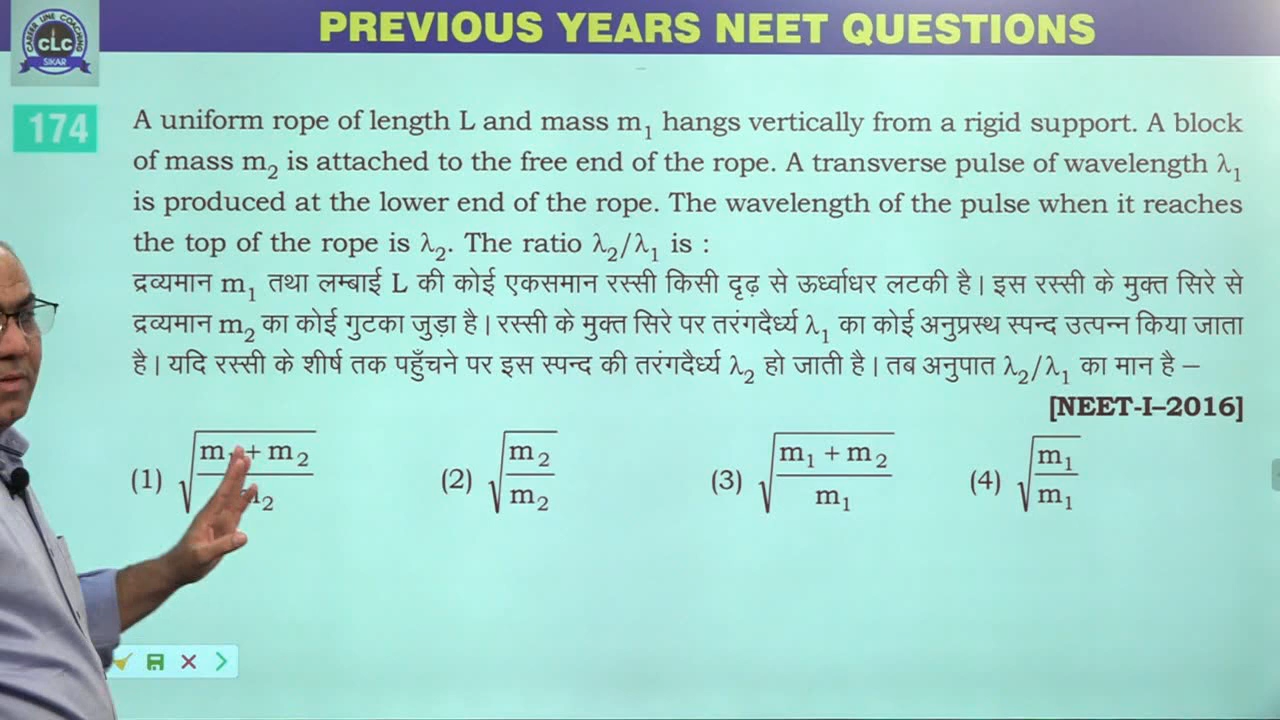 CAREER LINE COACHING
CLC
SIKAR
PREVIOUS YEARS NEET QUESTIONS
174
A uniform rope of length L and mass m₁ hangs vertically from a rigid support. A block
of mass m₂ is attached to the free end of the rope. A transverse pulse of wavelength λ₁
is produced at the lower end of the rope. The wavelength of the pulse when it reaches
the top of the rope is λ₂. The ratio λ₂/λ₁ is :
द्रव्यमान m₁ तथा लम्बाई L की कोई एकसमान रस्सी किसी दृढ़ से ऊर्ध्वाधर लटकी है। इस रस्सी के मुक्त सिरे से
द्रव्यमान m₂ का कोई गुटका जुड़ा है। रस्सी के मुक्त सिरे पर तरंगदैर्ध्य λ₁ का कोई अनुप्रस्थ स्पन्द उत्पन्न किया जाता
है। यदि रस्सी के शीर्ष तक पहुँचने पर इस स्पन्द की तरंगदैर्ध्य λ₂ हो जाती है। तब अनुपात λ₂/λ₁ का मान है –
[NEET-I–2016]
(1) √((m₁ + m₂)/m₂) (2) √(m₂/m₂) (3) √((m₁ + m₂)/m₁) (4) √(m₁/m₁)